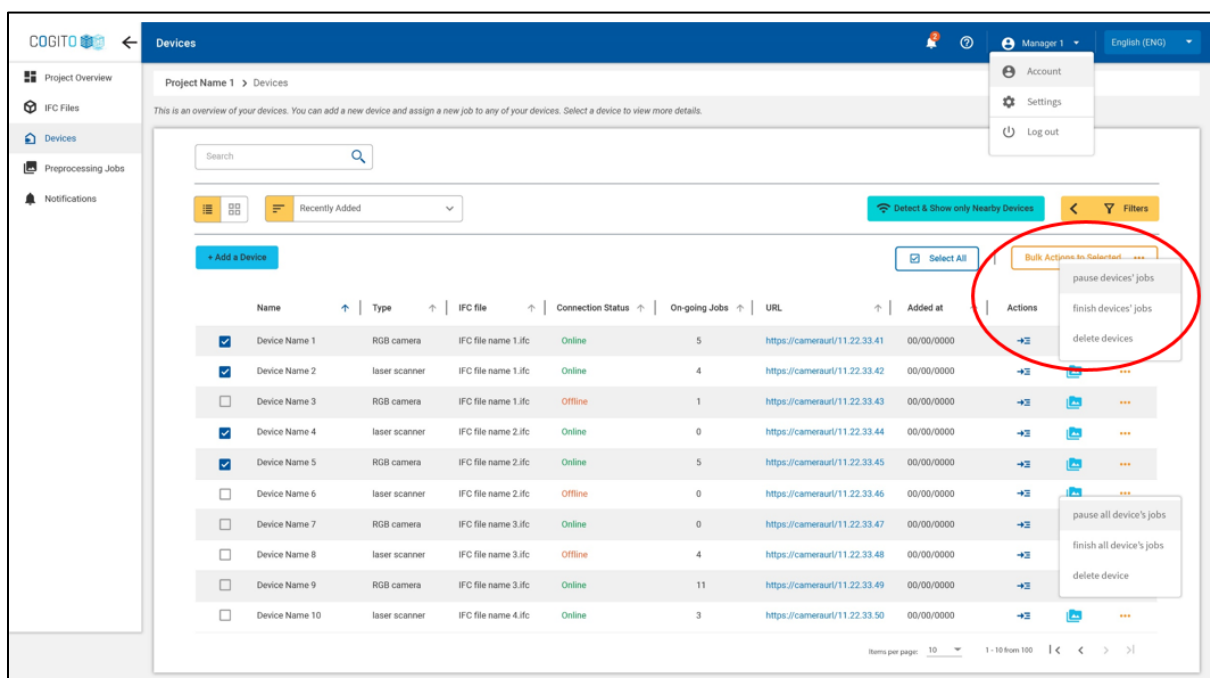 COGITO
Devices
2
Manager 1
English (ENG)
Project Overview
IFC Files
Devices
Preprocessing Jobs
Notifications
Account
Settings
Log out
Project Name 1 > Devices
This is an overview of your devices. You can add a new device and assign a new job to any of your devices. Select a device to view more details.
Search
Recently Added
Detect & Show only Nearby Devices
Filters
+ Add a Device
Select All
Bulk Actions to Selected
pause devices' jobs
finish devices' jobs
delete devices
Name Type IFC file Connection Status On-going Jobs URL Added at Actions
Device Name 1 RGB camera IFC file name 1.ifc Online 5 https://cameraurl/11.22.33.41 00/00/0000
Device Name 2 laser scanner IFC file name 1.ifc Online 4 https://cameraurl/11.22.33.42 00/00/0000
Device Name 3 RGB camera IFC file name 1.ifc Offline 1 https://cameraurl/11.22.33.43 00/00/0000
Device Name 4 laser scanner IFC file name 2.ifc Online 0 https://cameraurl/11.22.33.44 00/00/0000
Device Name 5 RGB camera IFC file name 2.ifc Online 5 https://cameraurl/11.22.33.45 00/00/0000
Device Name 6 laser scanner IFC file name 2.ifc Offline 0 https://cameraurl/11.22.33.46 00/00/0000
Device Name 7 RGB camera IFC file name 3.ifc Online 0 https://cameraurl/11.22.33.47 00/00/0000
Device Name 8 laser scanner IFC file name 3.ifc Offline 4 https://cameraurl/11.22.33.48 00/00/0000
Device Name 9 RGB camera IFC file name 3.ifc Online 11 https://cameraurl/11.22.33.49 00/00/0000
Device Name 10 laser scanner IFC file name 4.ifc Online 3 https://cameraurl/11.22.33.50 00/00/0000
pause all device's jobs
finish all device's jobs
delete device
Items per page: 10 1 - 10 from 100